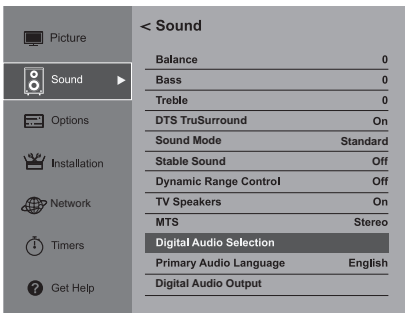 Picture
Sound
Options
Installation
Network
Timers
Get Help
< Sound
Balance 0
Bass 0
Treble 0
DTS TruSurround On
Sound Mode Standard
Stable Sound Off
Dynamic Range Control Off
TV Speakers On
MTS Stereo
Digital Audio Selection
Primary Audio Language English
Digital Audio Output